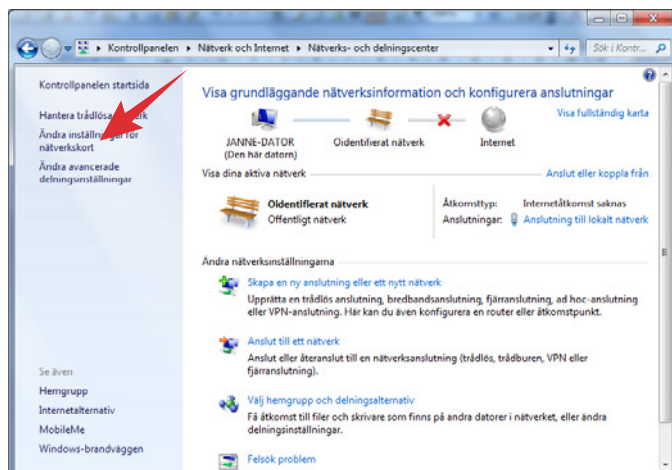 Kontrollpanelen ▸ Nätverk och Internet ▸ Nätverks- och delningscenter
Sök i Kontr...
Kontrollpanelen startsida
Hantera trådlösa
Ändra inställningar för
nätverkskort
Ändra avancerade
delningsinställningar
Se även
Hemgrupp
Internetalternativ
MobileMe
Windows-brandväggen
Visa grundläggande nätverksinformation och konfigurera anslutningar
Visa fullständig karta
JANNE-DATOR
(Den här datorn)
Oidentifierat nätverk
Internet
Visa dina aktiva nätverk
Anslut eller koppla från
Oidentifierat nätverk
Offentligt nätverk
Åtkomsttyp: Internetåtkomst saknas
Anslutningar: Anslutning till lokalt nätverk
Ändra nätverksinställningarna
Skapa en ny anslutning eller ett nytt nätverk
Upprätta en trådlös anslutning, bredbandsanslutning, fjärranslutning, ad hoc-anslutning
eller VPN-anslutning. Här kan du även konfigurera en router eller åtkomstpunkt.
Anslut till ett nätverk
Anslut eller återanslut till en nätverksanslutning (trådlös, trådburen, VPN eller
fjärranslutning).
Välj hemgrupp och delningsalternativ
Få åtkomst till filer och skrivare som finns på andra datorer i nätverket, eller ändra
delningsinställningar.
Felsök problem